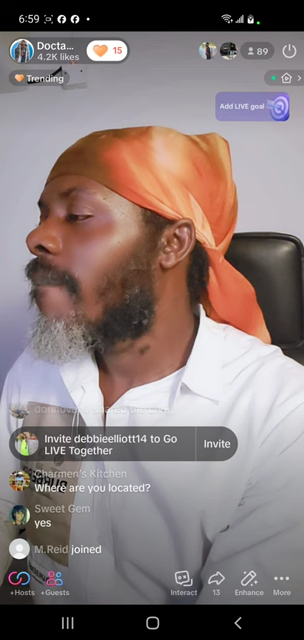 6:59
Docta...
4.2K likes
15
89
Trending
Add LIVE goal
Invite debbieelliott14 to Go
LIVE Together
Invite
Charmen's Kitchen
Where are you located?
Sweet Gem
yes
M.Reid joined
+Hosts
+Guests
Interact
13
Enhance
More